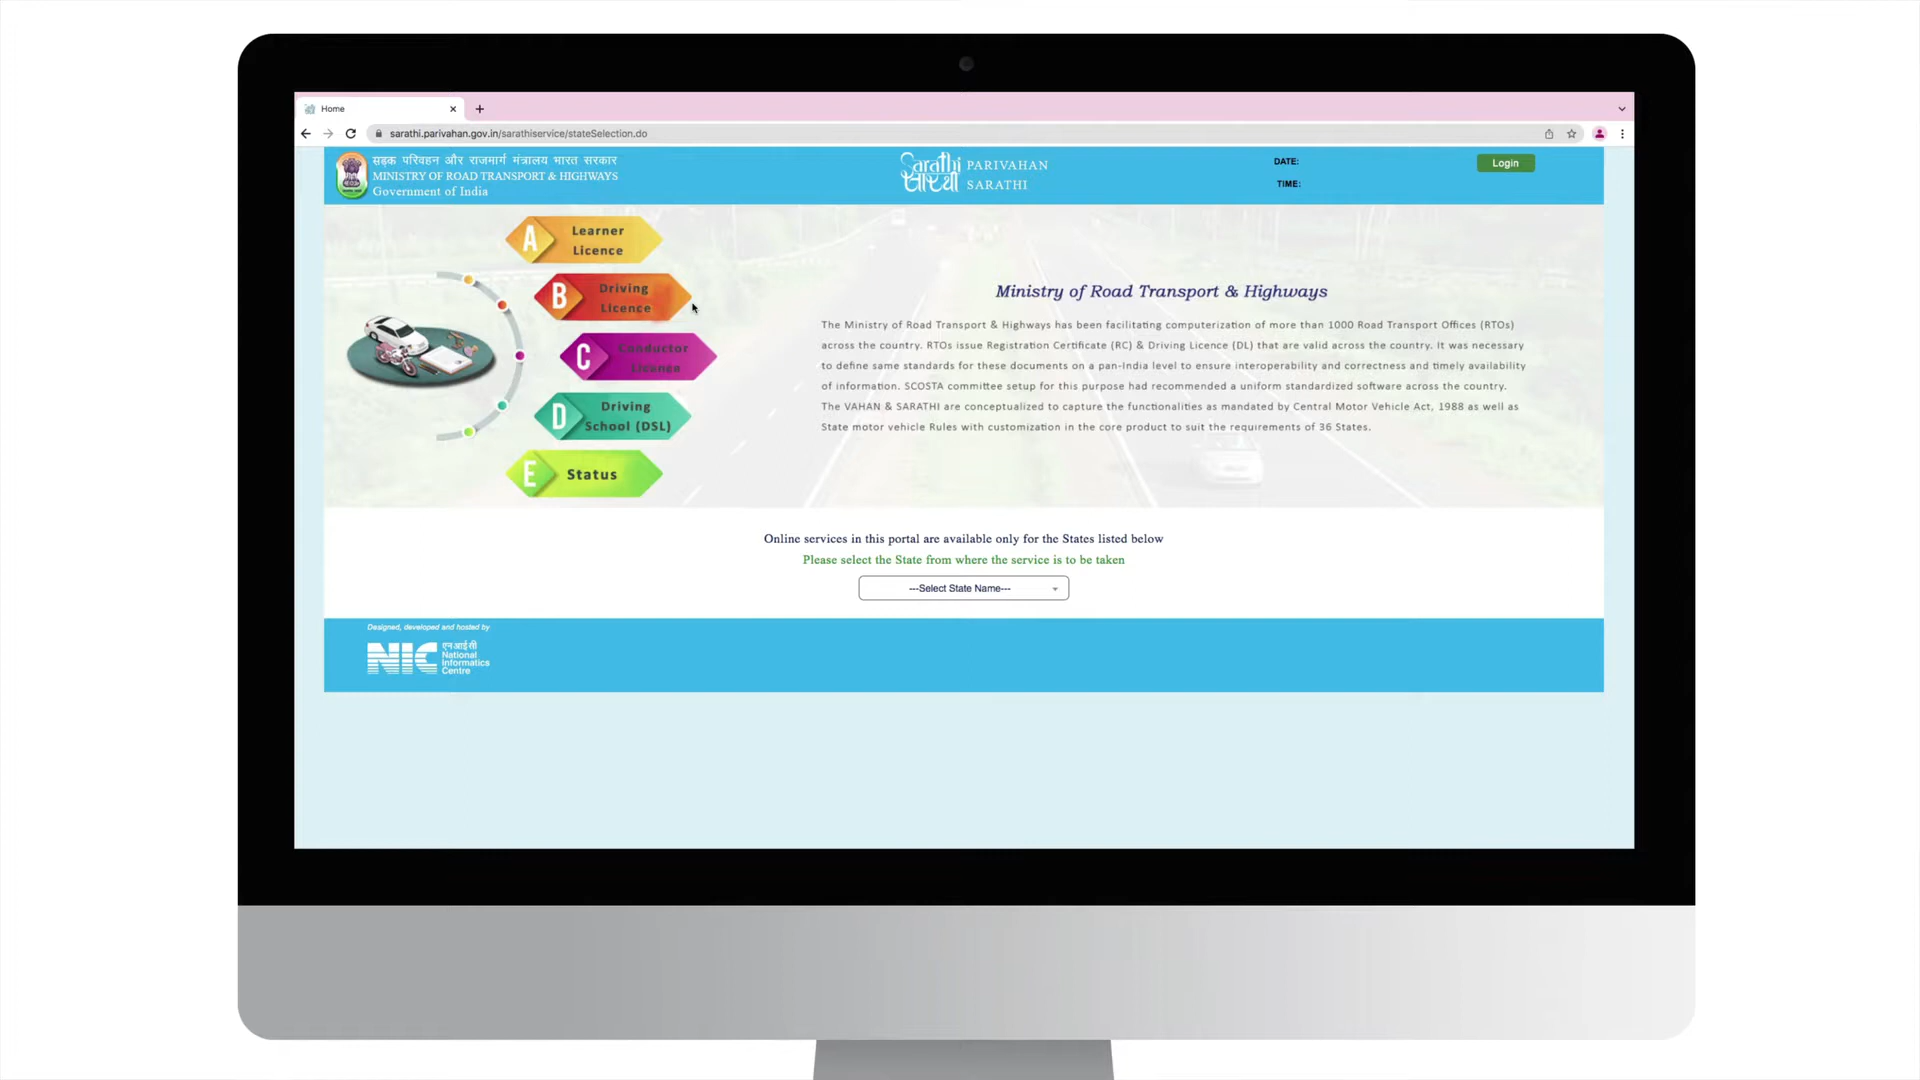 Home
sarathi.parivahan.gov.in/sarathiservice/stateSelection.do
सड़क परिवहन और राजमार्ग मंत्रालय भारत सरकार
MINISTRY OF ROAD TRANSPORT & HIGHWAYS
Government of India
Sarathi
सारथी
PARIVAHAN
SARATHI
DATE:
TIME:
Login
A
Learner
Licence
B
Driving
Licence
C
Conductor
Licence
D
Driving
School (DSL)
E
Status
Ministry of Road Transport & Highways
The Ministry of Road Transport & Highways has been facilitating computerization of more than 1000 Road Transport Offices (RTOs)
across the country. RTOs issue Registration Certificate (RC) & Driving Licence (DL) that are valid across the country. It was necessary
to define same standards for these documents on a pan-India level to ensure interoperability and correctness and timely availability
of information. SCOSTA committee setup for this purpose had recommended a uniform standardized software across the country.
The VAHAN & SARATHI are conceptualized to capture the functionalities as mandated by Central Motor Vehicle Act, 1988 as well as
State motor vehicle Rules with customization in the core product to suit the requirements of 36 States.
Online services in this portal are available only for the States listed below
Please select the State from where the service is to be taken
---Select State Name---
Designed, developed and hosted by
NIC
एन आई सी
National
Informatics
Centre